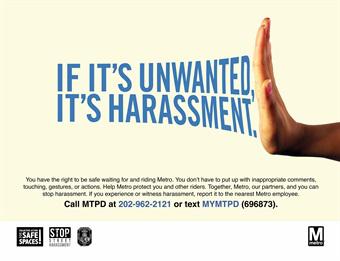 IF IT'S UNWANTED,
IT'S HARASSMENT.
You have the right to be safe waiting for and riding Metro. You don't have to put up with inappropriate comments,
touching, gestures, or actions. Help Metro protect you and other riders. Together, Metro, our partners, and you can
stop harassment. If you experience or witness harassment, report it to the nearest Metro employee.
Call MTPD at 202-962-2121 or text MYMTPD (696873).
SAFE
SPACES!
STOP
STREET
HARASSMENT
M
Metro